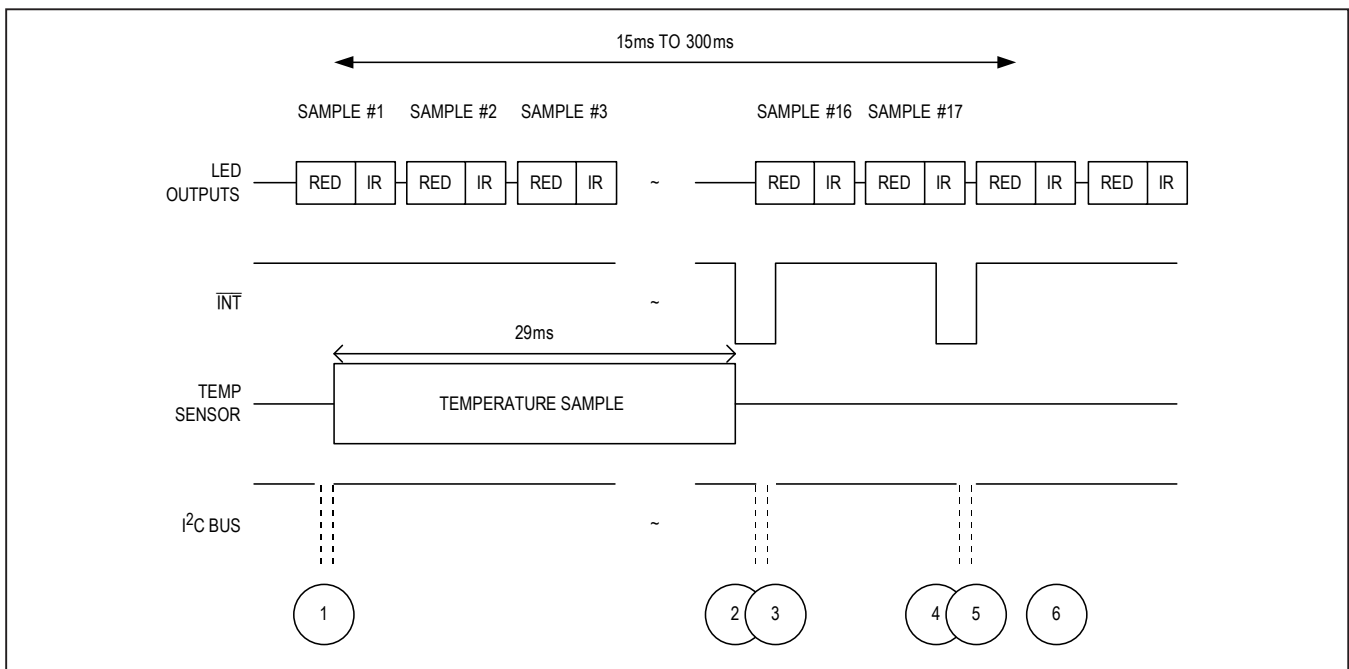 15ms TO 300ms
SAMPLE #1 SAMPLE #2 SAMPLE #3 SAMPLE #16 SAMPLE #17
LED
OUTPUTS
RED IR RED IR RED IR ~ RED IR RED IR RED IR RED IR
INT ~
29ms
TEMP
SENSOR
TEMPERATURE SAMPLE
I²C BUS ~
1 2 3 4 5 6